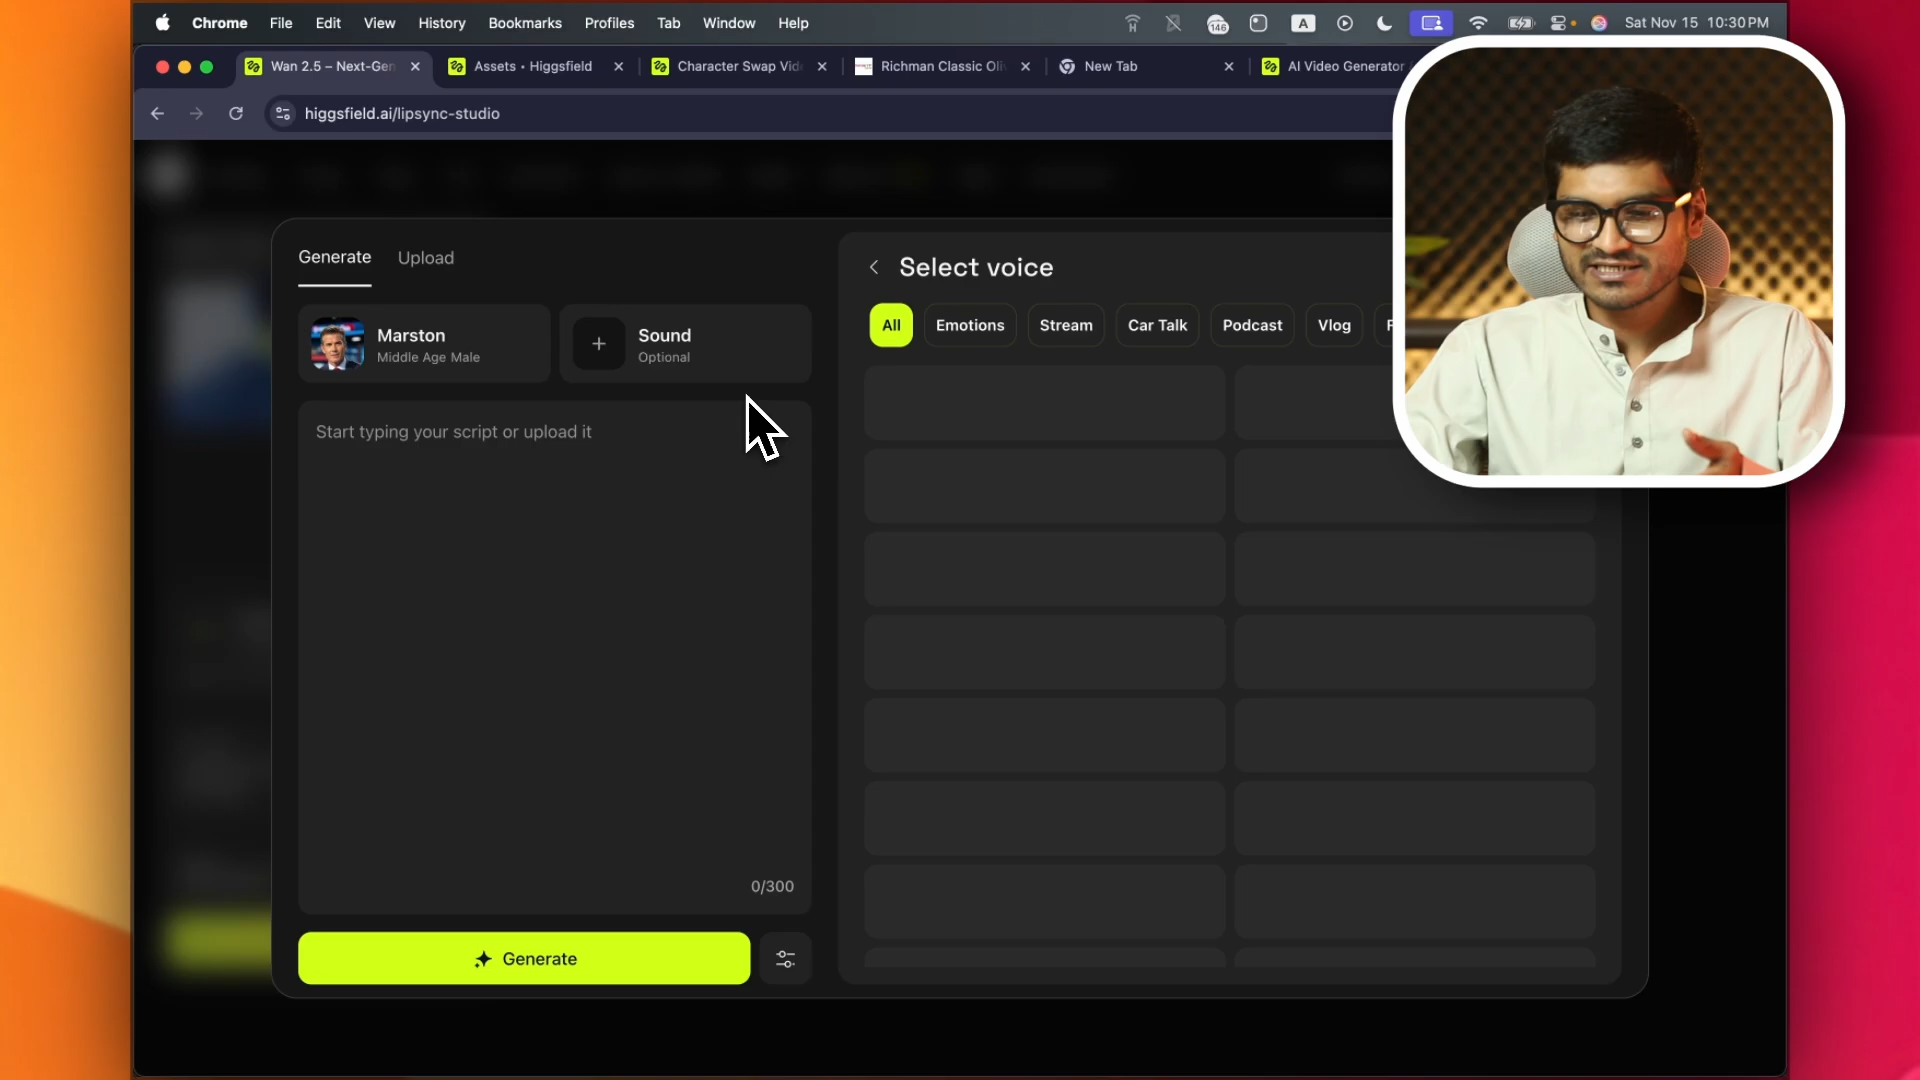 Chrome File Edit View History Bookmarks Profiles Tab Window Help 146 A Sat Nov 15 10:30 PM
Wan 2.5 – Next-Gen Assets • Higgsfield Character Swap Vid Richman Classic Oli New Tab AI Video Generator
higgsfield.ai/lipsync-studio
Generate Upload
Marston
Middle Age Male
Sound
Optional
Start typing your script or upload it
0/300
Generate
Select voice
All Emotions Stream Car Talk Podcast Vlog